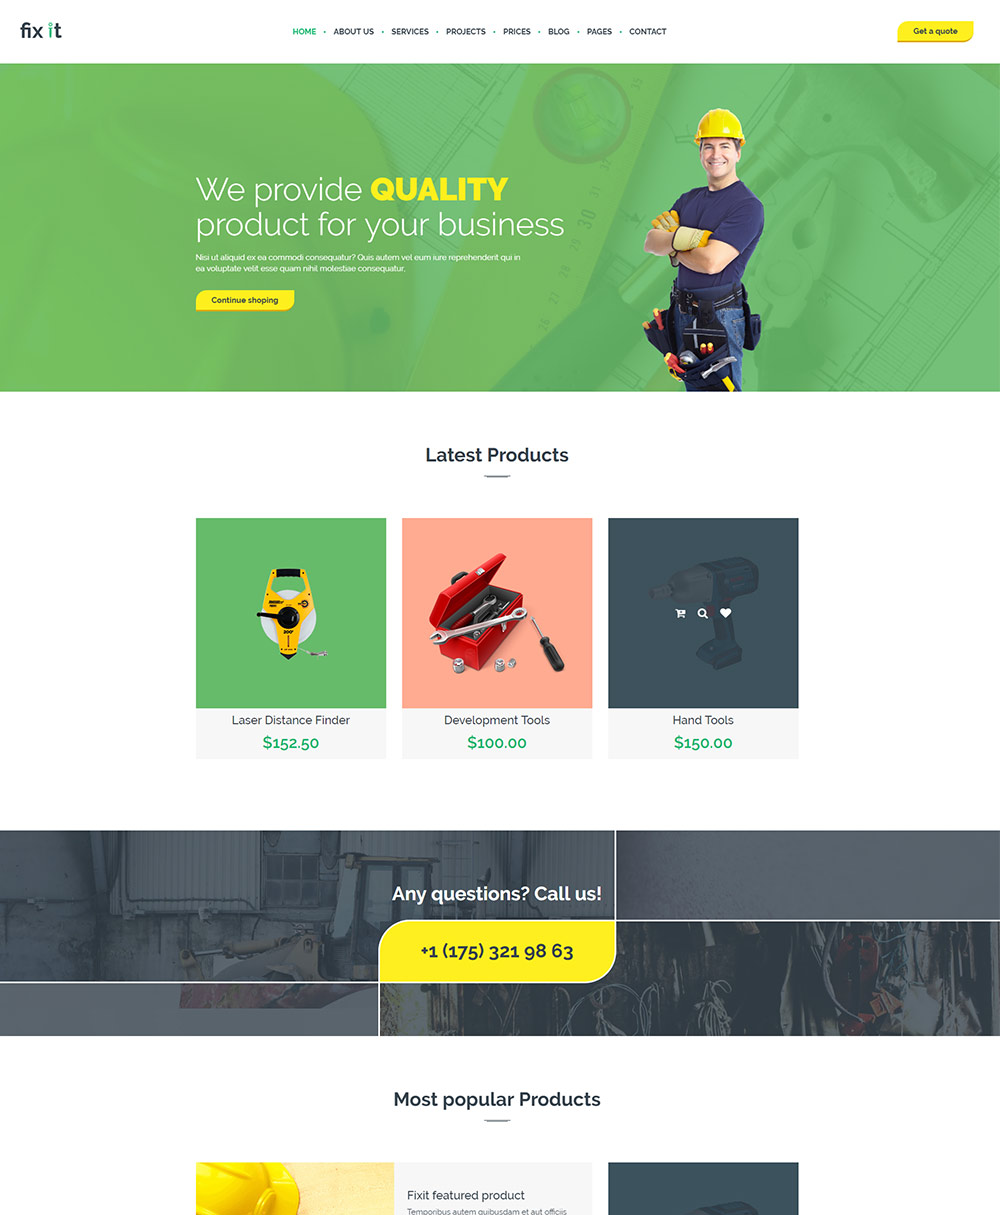 fix it
HOME • ABOUT US • SERVICES • PROJECTS • PRICES • BLOG • PAGES • CONTACT
Get a quote
We provide QUALITY
product for your business
Nisi ut aliquid ex ea commodi consequatur? Quis autem vel eum iure reprehenderit qui in
ea voluptate velit esse quam nihil molestiae consequatur.
Continue shoping
Latest Products
Laser Distance Finder
$152.50
Development Tools
$100.00
Hand Tools
$150.00
Any questions? Call us!
+1 (175) 321 98 63
Most popular Products
Fixit featured product
Temporibus autem quibusdam et aut officiis